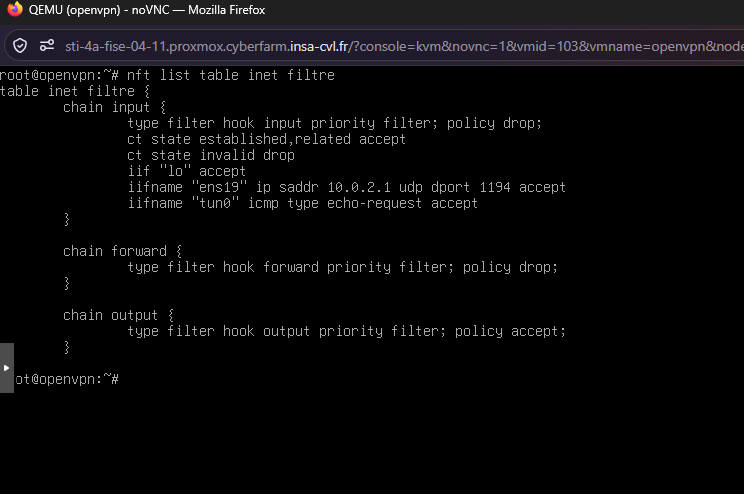 QEMU (openvpn) - noVNC — Mozilla Firefox
sti-4a-fise-04-11.proxmox.cyberfarm.insa-cvl.fr/?console=kvm&novnc=1&vmid=103&vmname=openvpn&node
root@openvpn:~# nft list table inet filtre
table inet filtre {
        chain input {
                type filter hook input priority filter; policy drop;
                ct state established,related accept
                ct state invalid drop
                iif "lo" accept
                iifname "ens19" ip saddr 10.0.2.1 udp dport 1194 accept
                iifname "tun0" icmp type echo-request accept
        }

        chain forward {
                type filter hook forward priority filter; policy drop;
        }

        chain output {
                type filter hook output priority filter; policy accept;
        }

ot@openvpn:~#